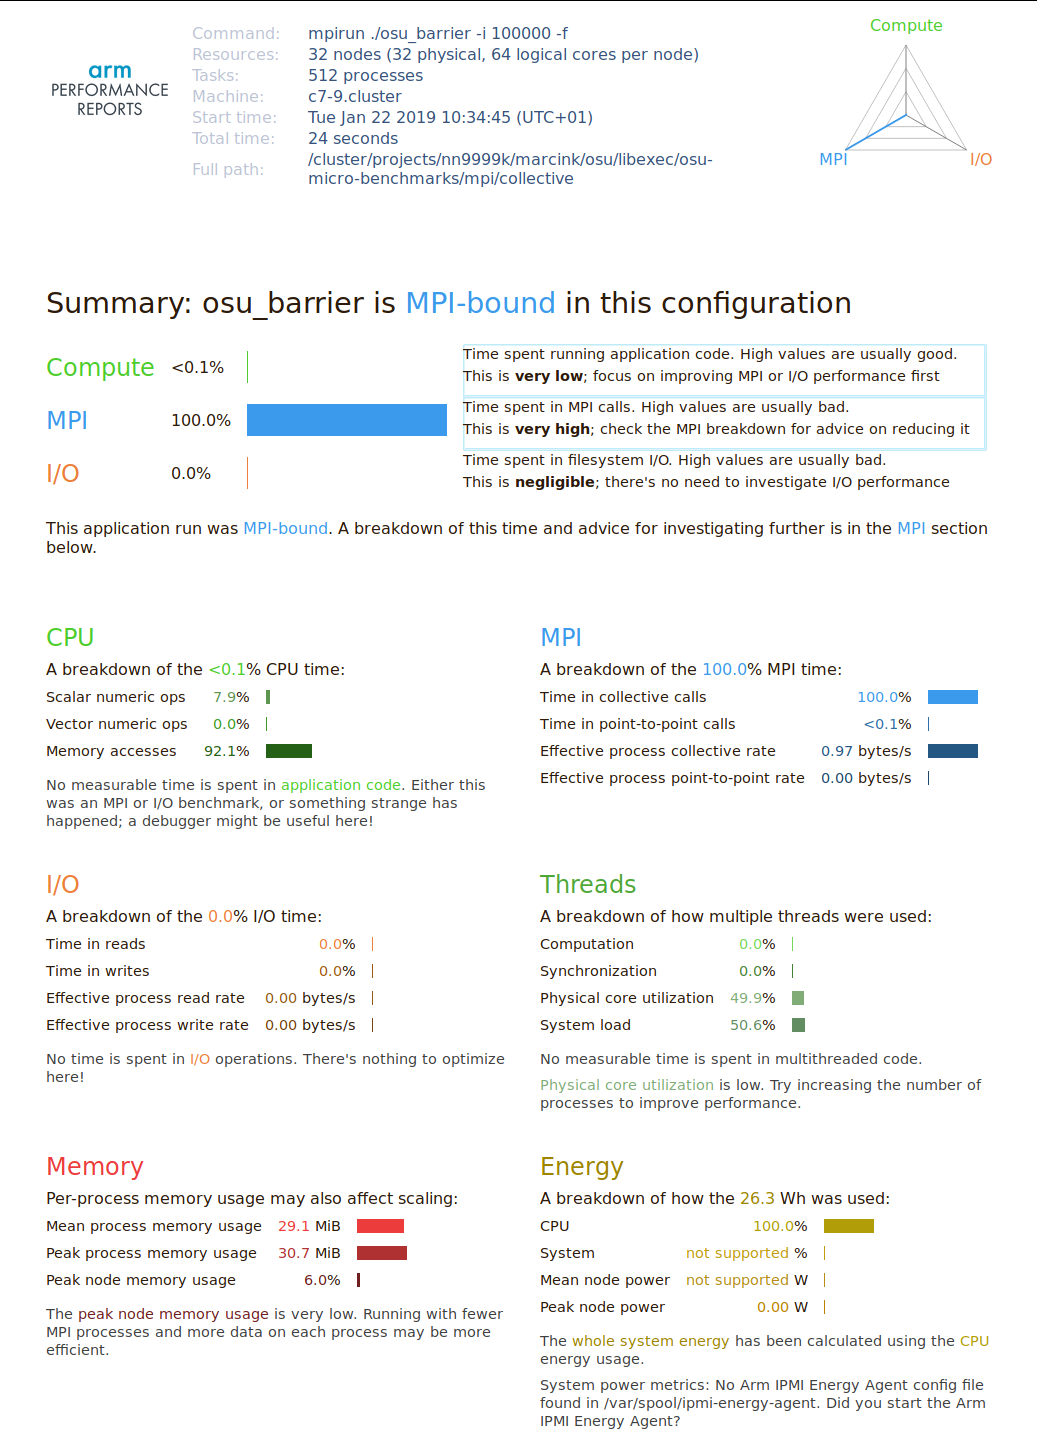 arm
PERFORMANCE
REPORTS
Command: mpirun ./osu_barrier -i 100000 -f
Resources: 32 nodes (32 physical, 64 logical cores per node)
Tasks: 512 processes
Machine: c7-9.cluster
Start time: Tue Jan 22 2019 10:34:45 (UTC+01)
Total time: 24 seconds
Full path: /cluster/projects/nn9999k/marcink/osu/libexec/osu-
micro-benchmarks/mpi/collective
Compute
MPI
I/O
Summary: osu_barrier is MPI-bound in this configuration
Compute <0.1%
Time spent running application code. High values are usually good.
This is very low; focus on improving MPI or I/O performance first
MPI 100.0%
Time spent in MPI calls. High values are usually bad.
This is very high; check the MPI breakdown for advice on reducing it
I/O 0.0%
Time spent in filesystem I/O. High values are usually bad.
This is negligible; there's no need to investigate I/O performance
This application run was MPI-bound. A breakdown of this time and advice for investigating further is in the MPI section
below.
CPU
A breakdown of the <0.1% CPU time:
Scalar numeric ops 7.9%
Vector numeric ops 0.0%
Memory accesses 92.1%
No measurable time is spent in application code. Either this
was an MPI or I/O benchmark, or something strange has
happened; a debugger might be useful here!
MPI
A breakdown of the 100.0% MPI time:
Time in collective calls 100.0%
Time in point-to-point calls <0.1%
Effective process collective rate 0.97 bytes/s
Effective process point-to-point rate 0.00 bytes/s
I/O
A breakdown of the 0.0% I/O time:
Time in reads 0.0%
Time in writes 0.0%
Effective process read rate 0.00 bytes/s
Effective process write rate 0.00 bytes/s
No time is spent in I/O operations. There's nothing to optimize
here!
Threads
A breakdown of how multiple threads were used:
Computation 0.0%
Synchronization 0.0%
Physical core utilization 49.9%
System load 50.6%
No measurable time is spent in multithreaded code.
Physical core utilization is low. Try increasing the number of
processes to improve performance.
Memory
Per-process memory usage may also affect scaling:
Mean process memory usage 29.1 MiB
Peak process memory usage 30.7 MiB
Peak node memory usage 6.0%
The peak node memory usage is very low. Running with fewer
MPI processes and more data on each process may be more
efficient.
Energy
A breakdown of how the 26.3 Wh was used:
CPU 100.0%
System not supported %
Mean node power not supported W
Peak node power 0.00 W
The whole system energy has been calculated using the CPU
energy usage.
System power metrics: No Arm IPMI Energy Agent config file
found in /var/spool/ipmi-energy-agent. Did you start the Arm
IPMI Energy Agent?